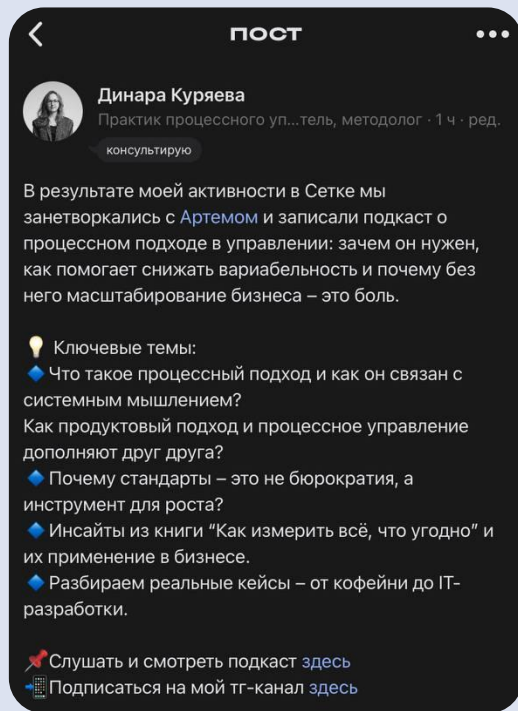 ПОСТ
Динара Куряева
Практик процессного уп...тель, методолог · 1 ч · ред.
консультирую
В результате моей активности в Сетке мы
занетворкались с Артемом и записали подкаст о
процессном подходе в управлении: зачем он нужен,
как помогает снижать вариабельность и почему без
него масштабирование бизнеса – это боль.
💡 Ключевые темы:
🔷 Что такое процессный подход и как он связан с
системным мышлением?
Как продуктовый подход и процессное управление
дополняют друг друга?
🔷 Почему стандарты – это не бюрократия, а
инструмент для роста?
🔷 Инсайты из книги “Как измерить всё, что угодно” и
их применение в бизнесе.
🔷 Разбираем реальные кейсы – от кофейни до IT-
разработки.
📌Слушать и смотреть подкаст здесь
📲Подписаться на мой тг-канал здесь